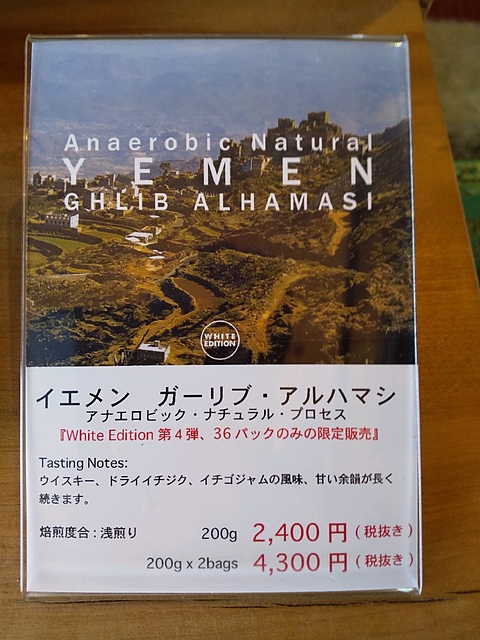 Anaerobic Natural
YEMEN
GHLIB ALHAMASI
WHITE
EDITION
イエメン　ガーリブ・アルハマシ
アナエロビック・ナチュラル・プロセス
『White Edition 第4弾、36パックのみの限定販売』
Tasting Notes:
ウイスキー、ドライイチジク、イチゴジャムの風味、甘い余韻が長く
続きます。
焙煎度合：浅煎り　200g 2,400円（税抜き）
200g x 2bags 4,300円（税抜き）